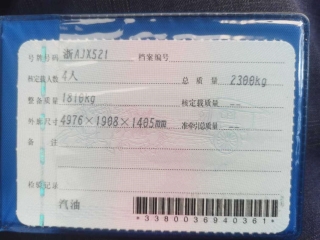 号牌号码 浙AJX521 档案编号
核定载人数 4人 总质量 2300kg
整备质量 1816kg 核定载质量 --
外廓尺寸 4976×1908×1405mm 准牵引总质量 --
备注
检验记录
汽油
*3380036940361*